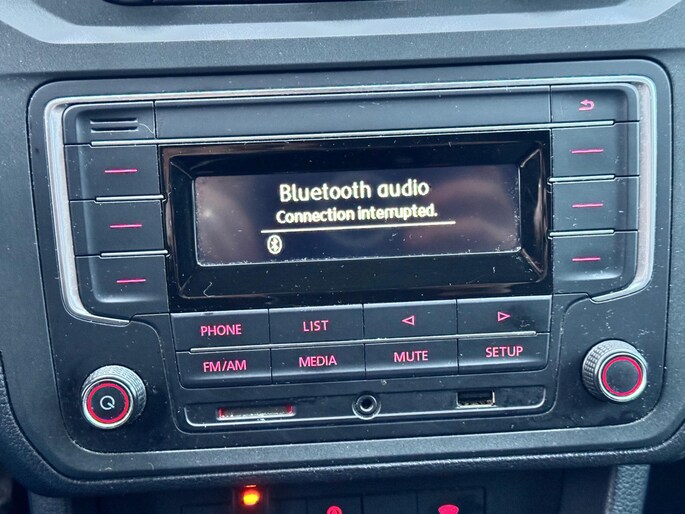 Bluetooth audio
Connection interrupted.
PHONE LIST
FM/AM MEDIA MUTE SETUP